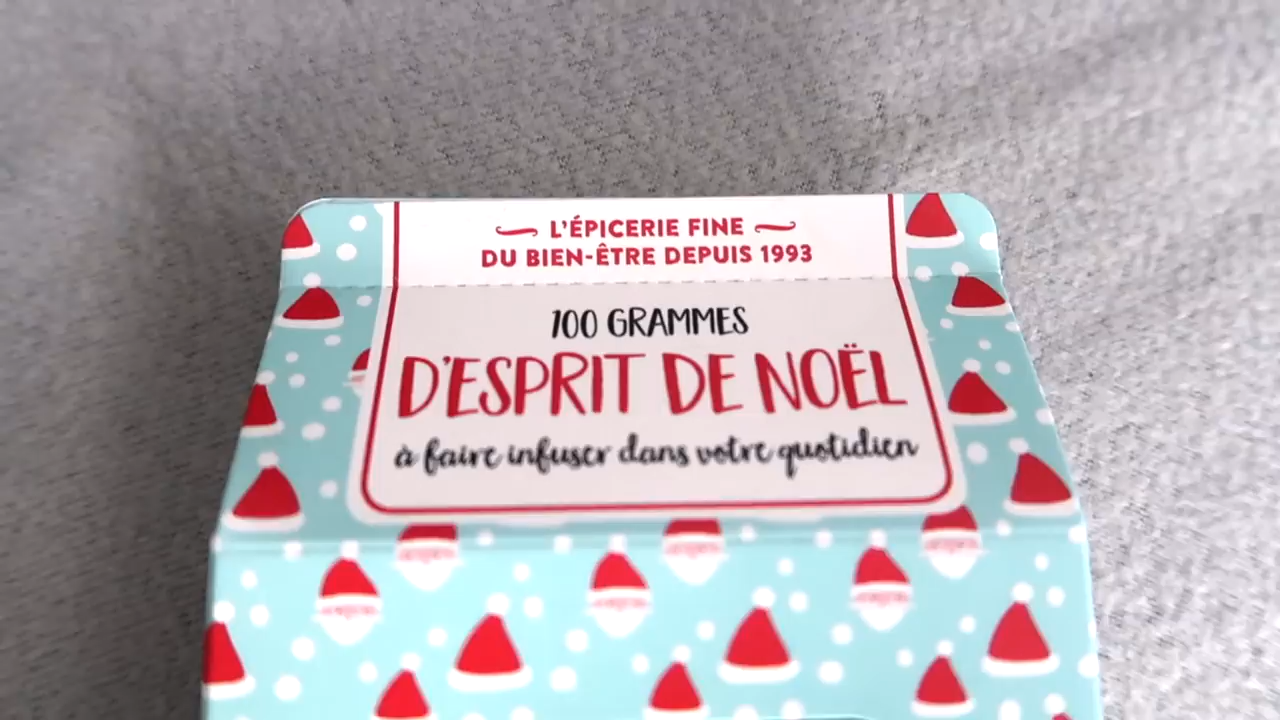 L'ÉPICERIE FINE
DU BIEN-ÊTRE DEPUIS 1993
100 GRAMMES
D'ESPRIT DE NOËL
à faire infuser dans votre quotidien